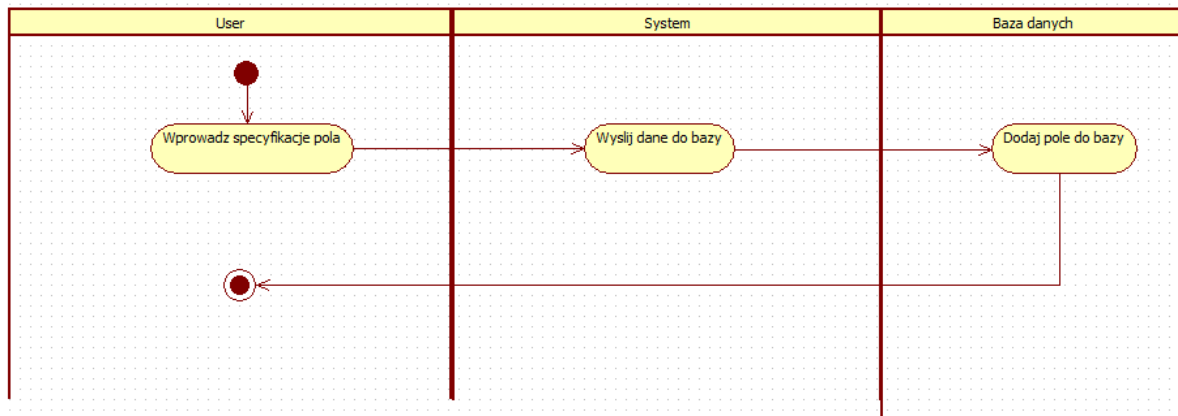 User
System
Baza danych
Wprowadz specyfikacje pola
Wyslij dane do bazy
Dodaj pole do bazy